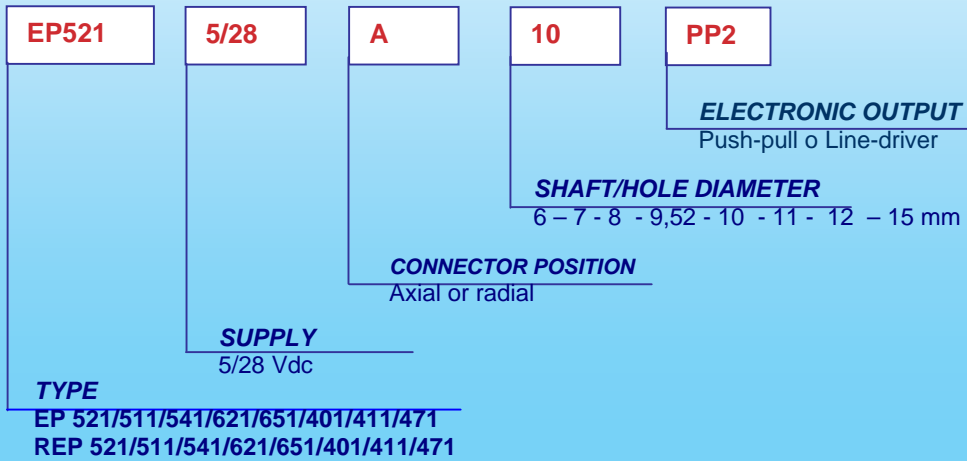 EP521 5/28 A 10 PP2
ELECTRONIC OUTPUT
Push-pull o Line-driver
SHAFT/HOLE DIAMETER
6 – 7 - 8 - 9,52 - 10 - 11 - 12 – 15 mm
CONNECTOR POSITION
Axial or radial
SUPPLY
5/28 Vdc
TYPE
EP 521/511/541/621/651/401/411/471
REP 521/511/541/621/651/401/411/471